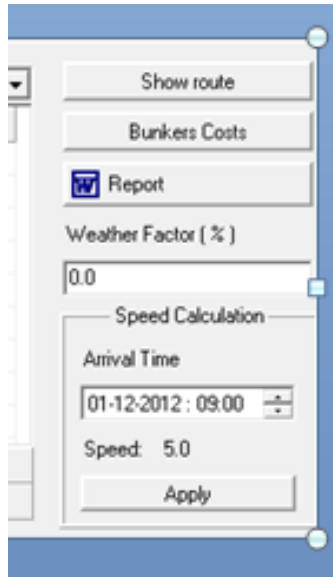 Show route
Bunkers Costs
W Report
Weather Factor ( % )
0.0
Speed Calculation
Arrival Time
01-12-2012 : 09:00
Speed: 5.0
Apply